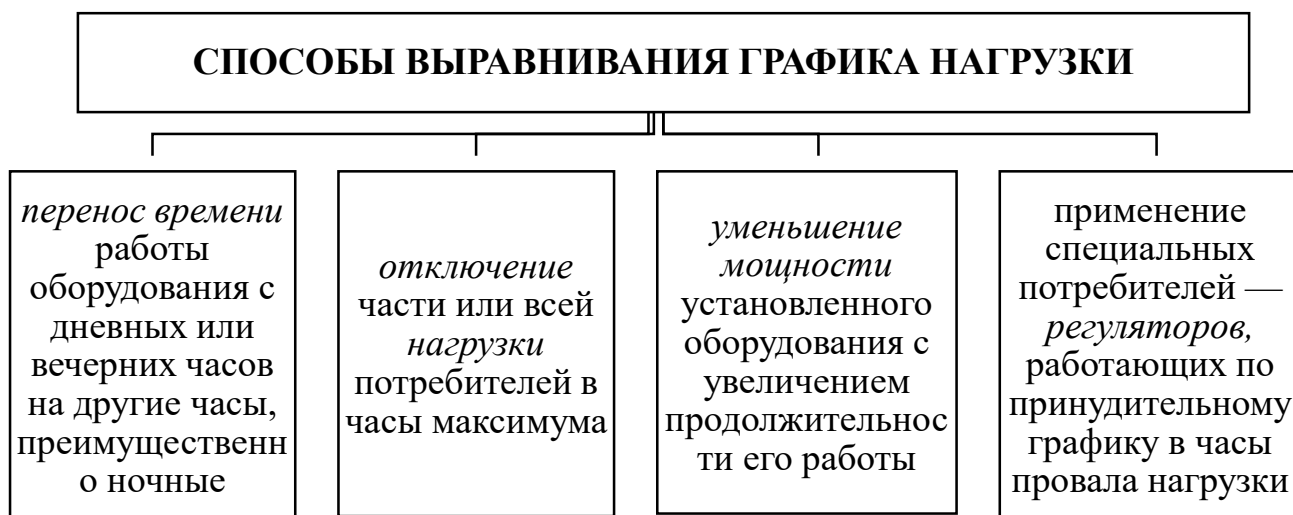 СПОСОБЫ ВЫРАВНИВАНИЯ ГРАФИКА НАГРУЗКИ
перенос времени
работы
оборудования с
дневных или
вечерних часов
на другие часы,
преимущественн
о ночные
отключение
части или всей
нагрузки
потребителей в
часы максимума
уменьшение
мощности
установленного
оборудования с
увеличением
продолжительнос
ти его работы
применение
специальных
потребителей —
регуляторов,
работающих по
принудительному
графику в часы
провала нагрузки